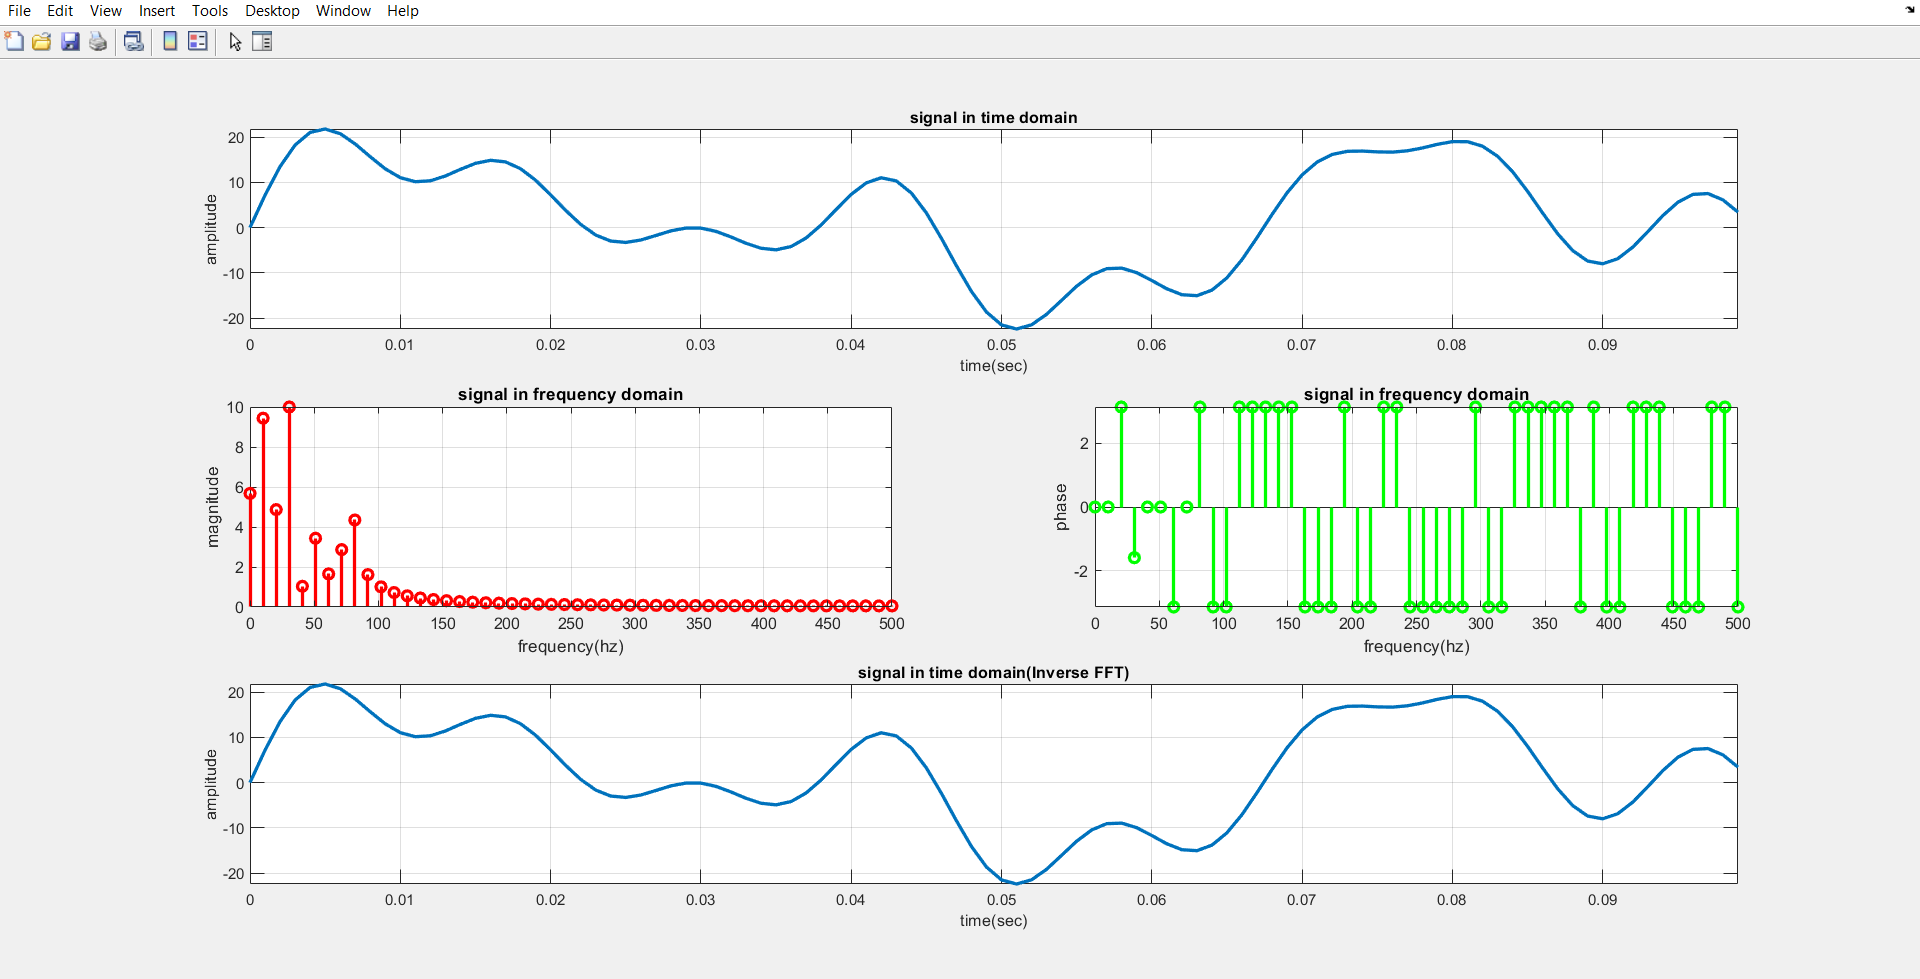 File Edit View Insert Tools Desktop Window Help
signal in time domain
20
10
0
-10
-20
amplitude
0 0.01 0.02 0.03 0.04 0.05 0.06 0.07 0.08 0.09
time(sec)
signal in frequency domain
10
8
6
4
2
0
magnitude
0 50 100 150 200 250 300 350 400 450 500
frequency(hz)
signal in frequency domain
2
0
-2
phase
0 50 100 150 200 250 300 350 400 450 500
frequency(hz)
signal in time domain(Inverse FFT)
20
10
0
-10
-20
amplitude
0 0.01 0.02 0.03 0.04 0.05 0.06 0.07 0.08 0.09
time(sec)